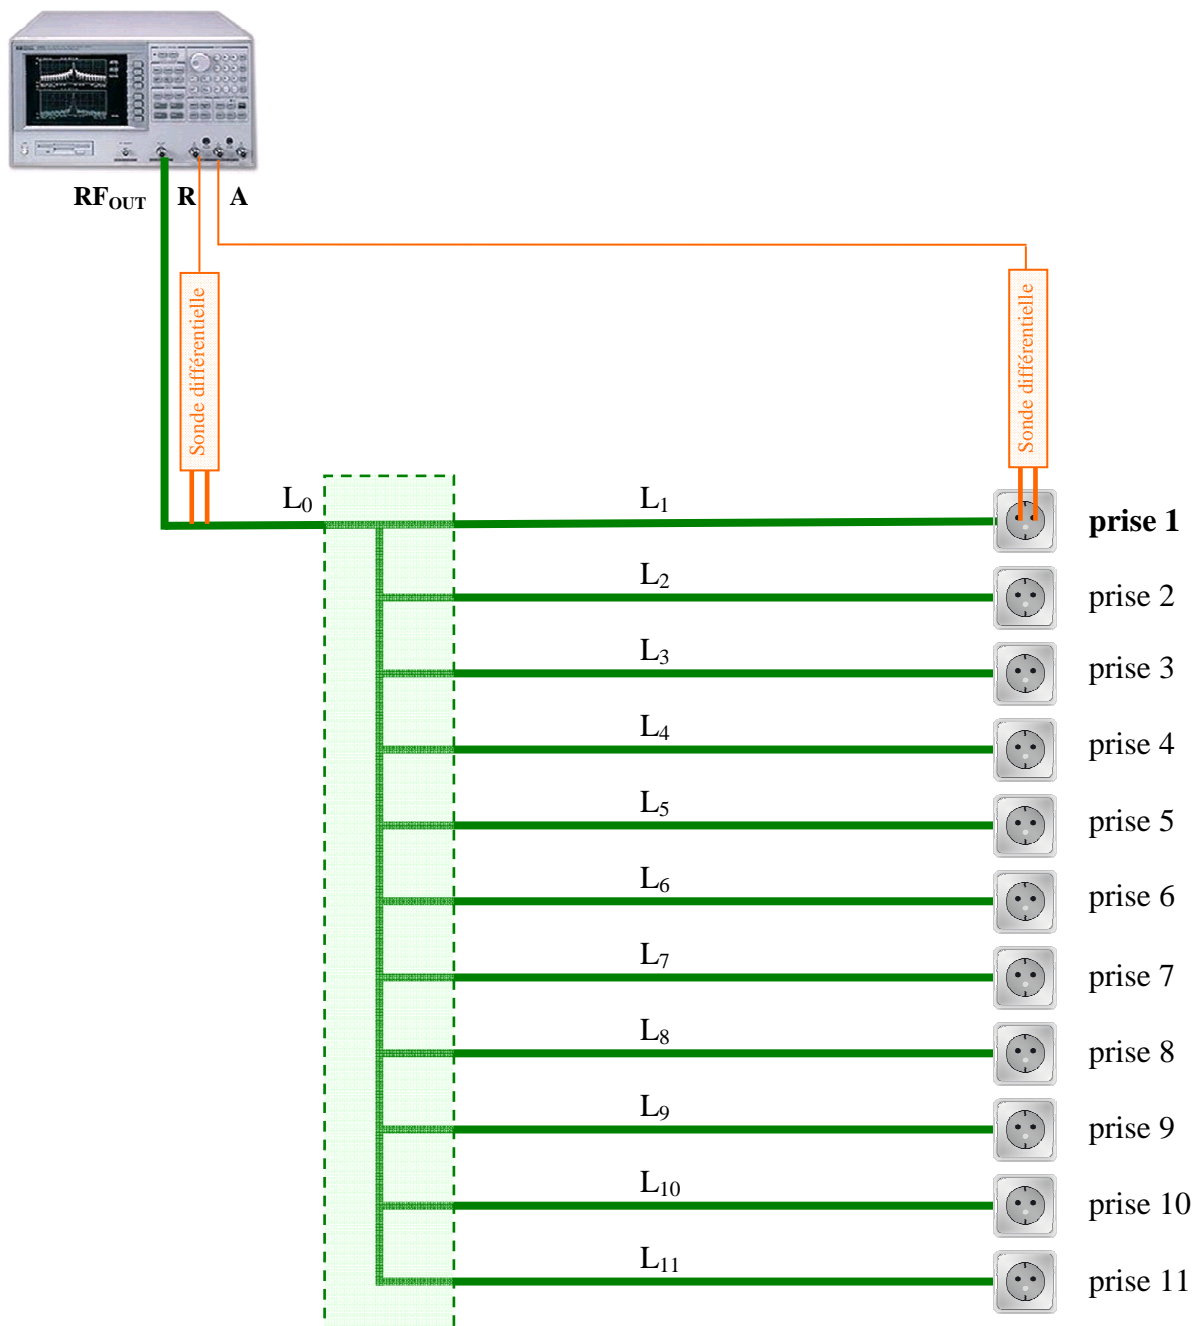 RFOUT R A
Sonde différentielle
Sonde différentielle
L0 L1
prise 1
L2
prise 2
L3
prise 3
L4
prise 4
L5
prise 5
L6
prise 6
L7
prise 7
L8
prise 8
L9
prise 9
L10
prise 10
L11
prise 11